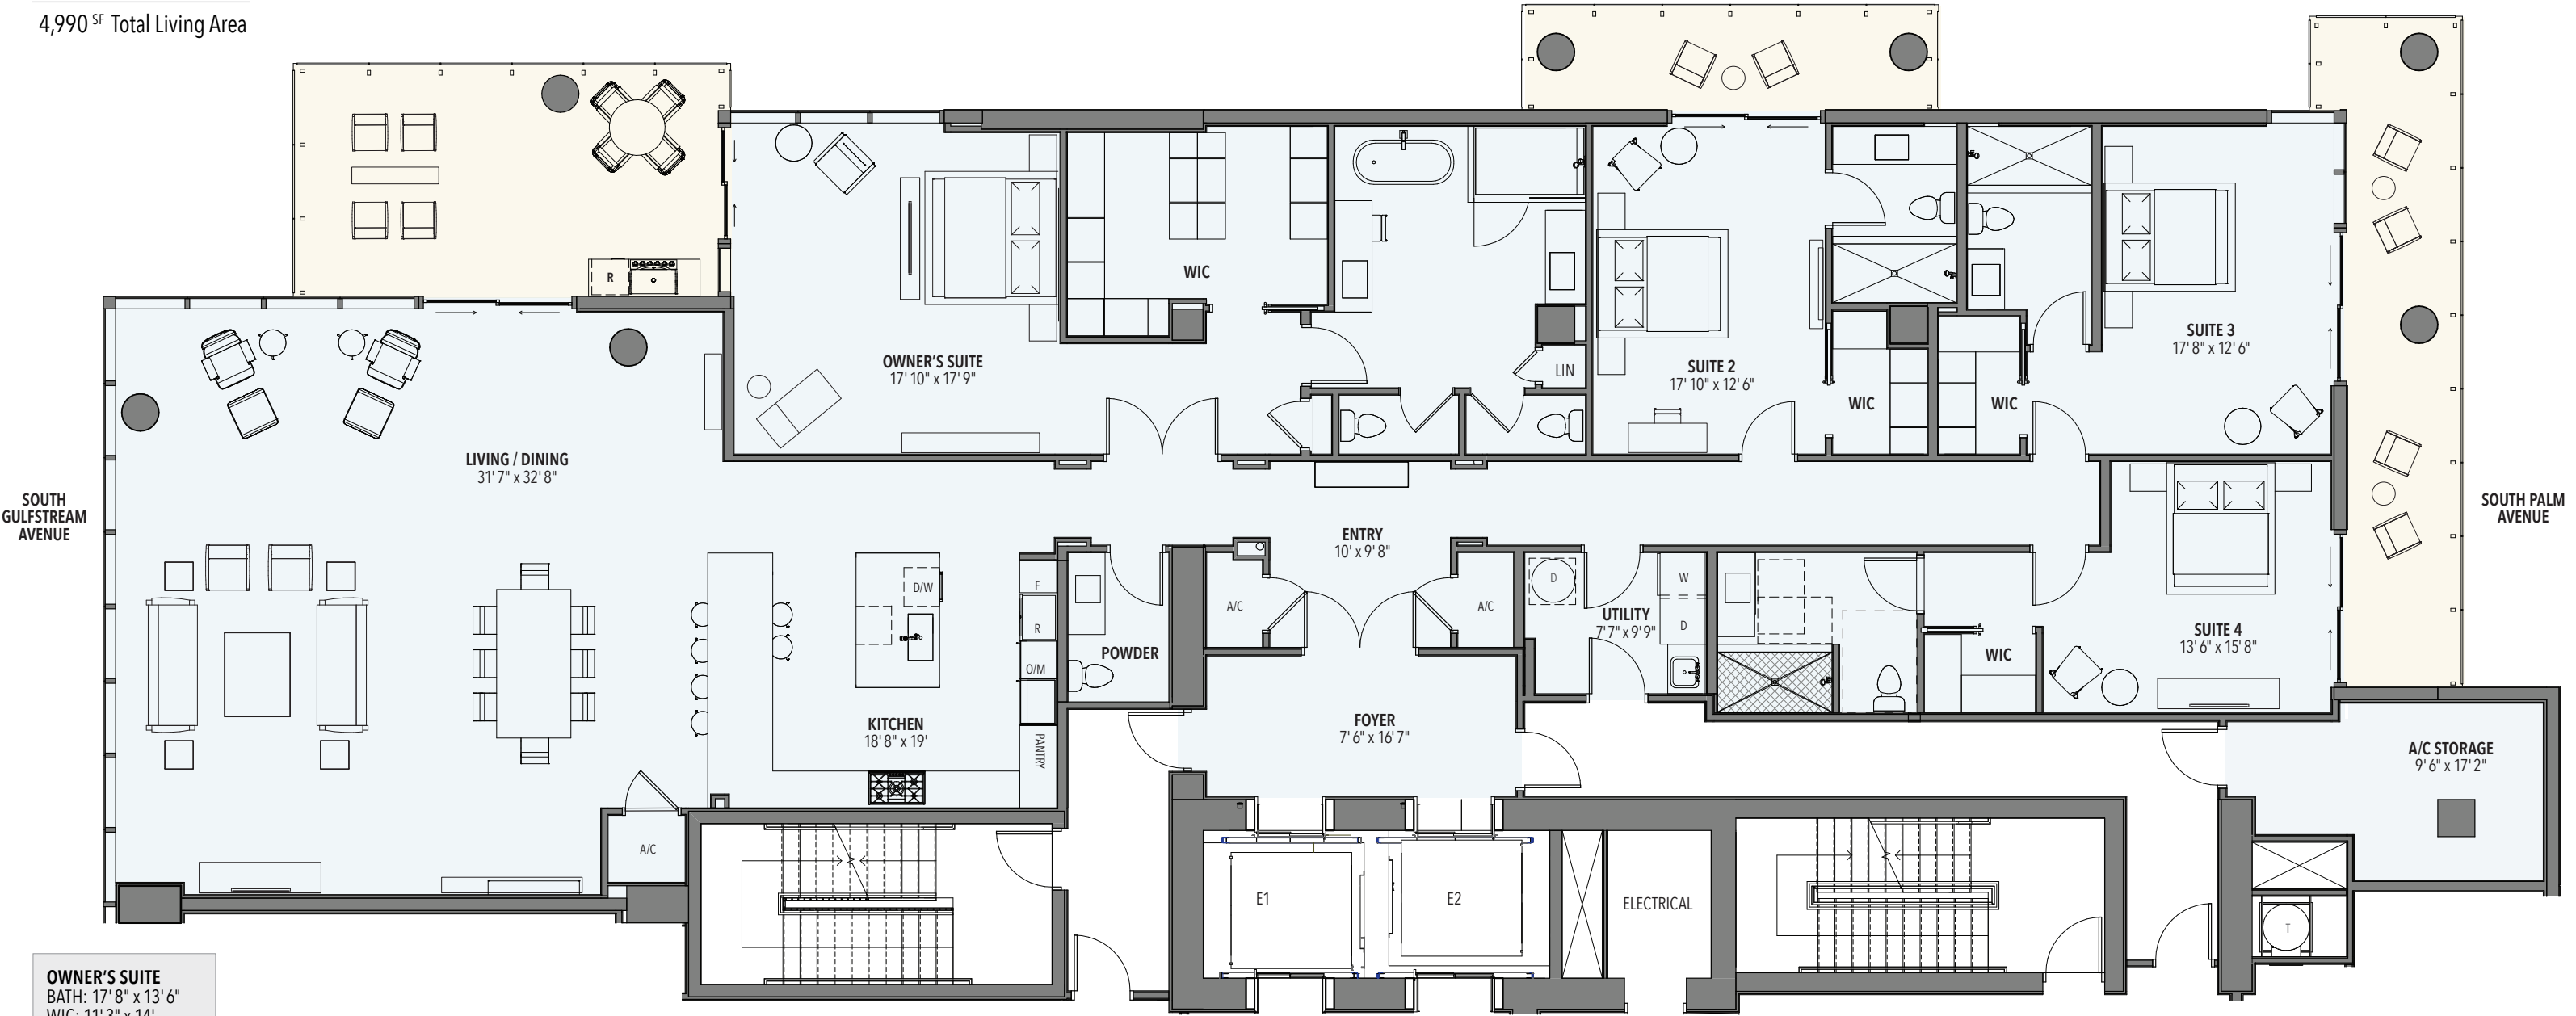 4,990 SF Total Living Area
R
WIC
OWNER'S SUITE
17' 10" x 17' 9"
LIN
SUITE 2
17' 10" x 12' 6"
WIC
WIC
SUITE 3
17' 8" x 12' 6"
LIVING / DINING
31' 7" x 32' 8"
SOUTH
GULFSTREAM
AVENUE
SOUTH PALM
AVENUE
ENTRY
10' x 9' 8"
D/W
F
R
O/M
PANTRY
POWDER
A/C
A/C
D
W
D
UTILITY
7'7" x 9'9"
WIC
SUITE 4
13' 6" x 15' 8"
KITCHEN
18' 8" x 19'
FOYER
7' 6" x 16' 7"
A/C STORAGE
9' 6" x 17' 2"
A/C
E1
E2
ELECTRICAL
T
OWNER'S SUITE
BATH: 17' 8" x 13' 6"
WIC: 11' 3" x 14'